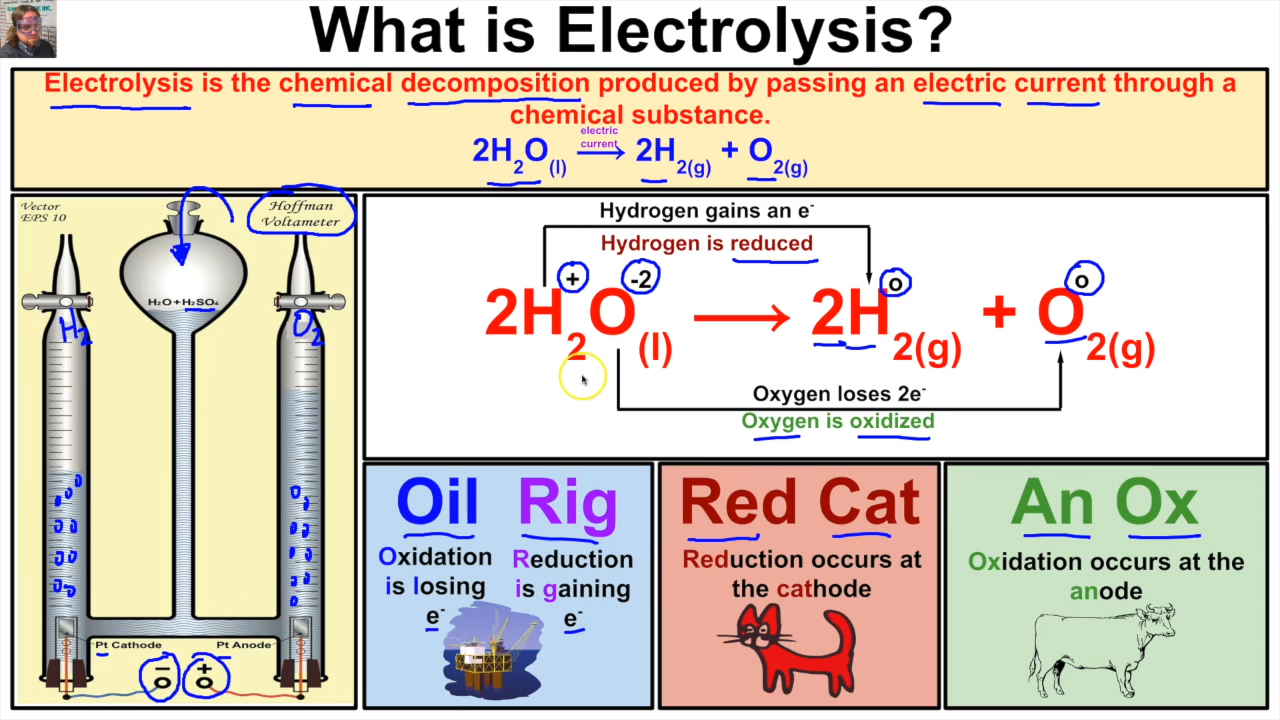 What is Electrolysis?
Electrolysis is the chemical decomposition produced by passing an electric current through a
chemical substance.
electric
current
2H₂O(l) ⟶ 2H₂(g) + O₂(g)
Vector
EPS 10
Hoffman
Voltameter
H₂O + H₂SO₄
H₂
O₂
Pt Cathode
Pt Anode
−
+
Hydrogen gains an e⁻
Hydrogen is reduced
+ -2 o o
2H₂O(l) ⟶ 2H₂(g) + O₂(g)
Oxygen loses 2e⁻
Oxygen is oxidized
Oil Rig
Oxidation
is losing
e⁻
Reduction
is gaining
e⁻
Red Cat
Reduction occurs at
the cathode
An Ox
Oxidation occurs at the
anode